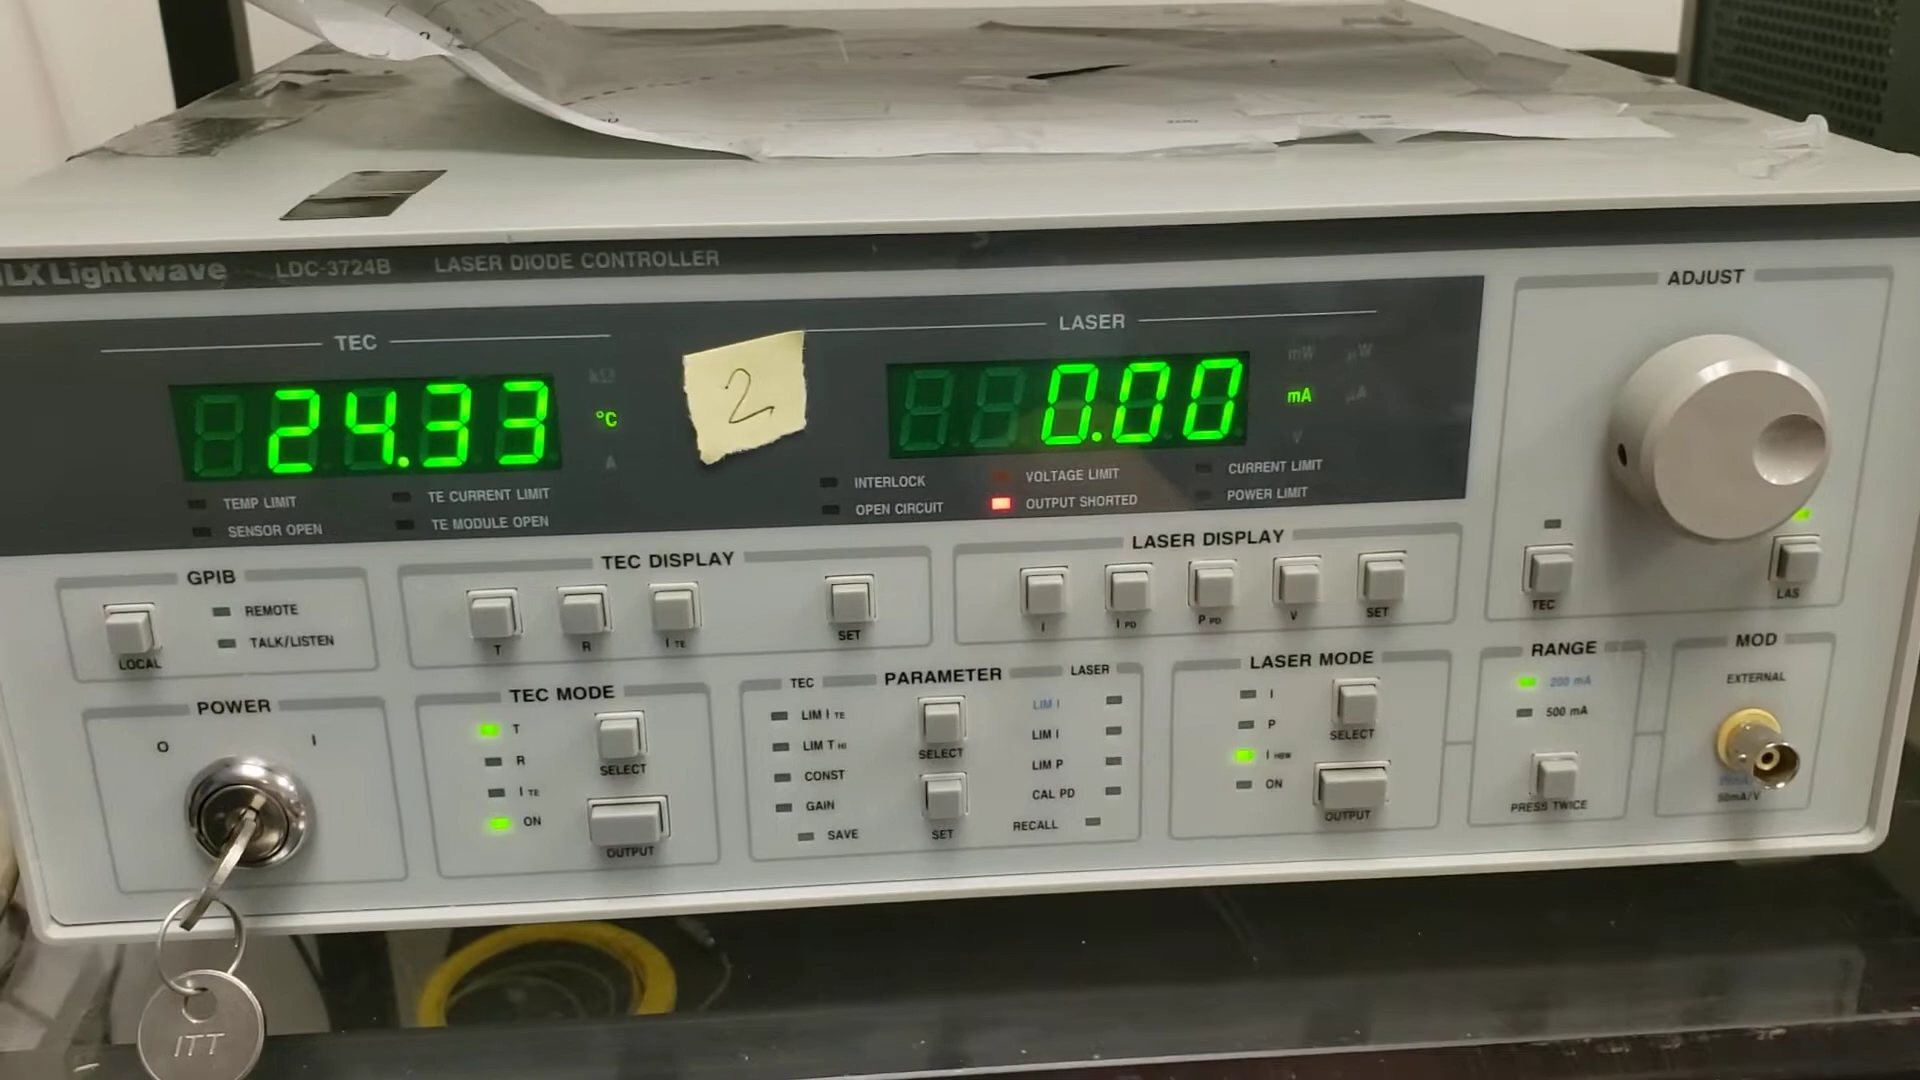 ILX Lightwave LDC-3724B LASER DIODE CONTROLLER
TEC
24.33
kΩ
°C
A
TEMP LIMIT
TE CURRENT LIMIT
SENSOR OPEN
TE MODULE OPEN
2
LASER
0.00
mW µW
mA µA
V
INTERLOCK
VOLTAGE LIMIT
CURRENT LIMIT
OPEN CIRCUIT
OUTPUT SHORTED
POWER LIMIT
ADJUST
TEC
LAS
GPIB
LOCAL
REMOTE
TALK/LISTEN
TEC DISPLAY
T
R
I TE
SET
LASER DISPLAY
I
I PD
P PD
V
SET
POWER
O
I
TEC MODE
T
R
I TE
ON
SELECT
OUTPUT
PARAMETER
TEC
LIM I TE
LIM T HI
CONST
GAIN
SAVE
SELECT
SET
LASER
LIM I
LIM I
LIM P
CAL PD
RECALL
LASER MODE
I
P
I HBW
ON
SELECT
OUTPUT
RANGE
200 mA
500 mA
PRESS TWICE
MOD
EXTERNAL
50mA/V
ITT